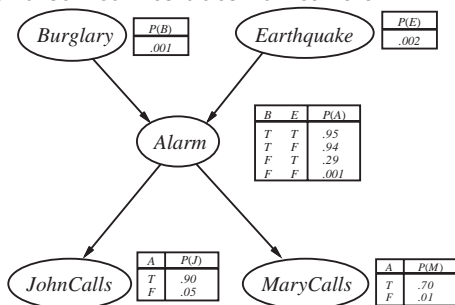 Burglary
P(B)
.001
Earthquake
P(E)
.002
Alarm
B E P(A)
T T .95
T F .94
F T .29
F F .001
JohnCalls
A P(J)
T .90
F .05
MaryCalls
A P(M)
T .70
F .01